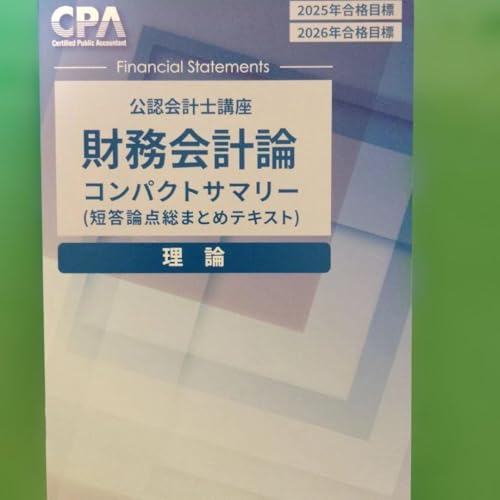 CPA
Certified Public Accountant
2025年合格目標
2026年合格目標
Financial Statements
公認会計士講座
財務会計論
コンパクトサマリー
(短答論点総まとめテキスト)
理論